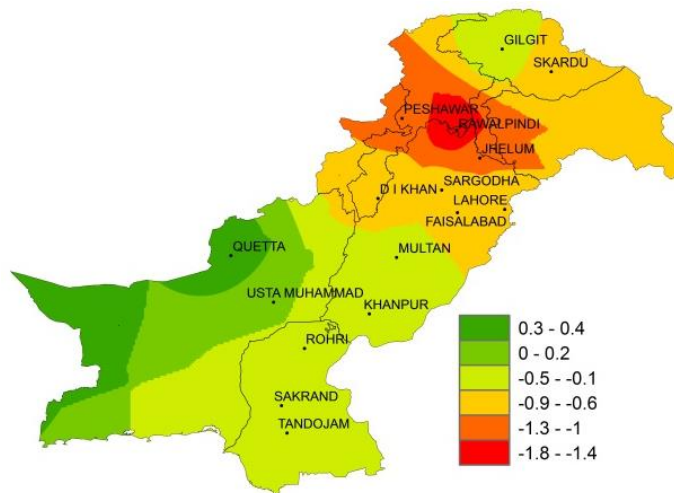 GILGIT
SKARDU
PESHAWAR
RAWALPINDI
JHELUM
D I KHAN
SARGODHA
LAHORE
FAISALABAD
QUETTA
MULTAN
USTA MUHAMMAD
KHANPUR
ROHRI
SAKRAND
TANDOJAM
0.3 - 0.4
0 - 0.2
-0.5 - -0.1
-0.9 - -0.6
-1.3 - -1
-1.8 - -1.4